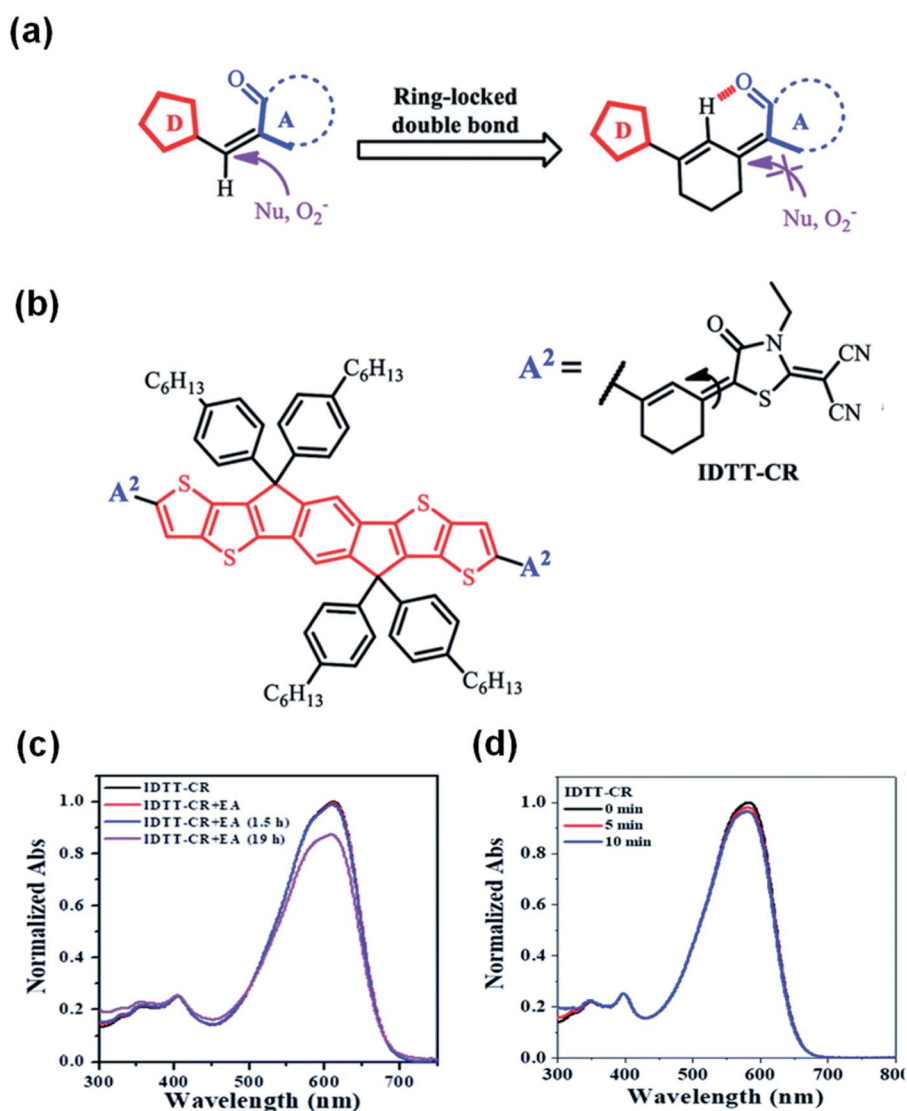 (a)
O
D
A
H
Nu, O₂⁻
Ring-locked
double bond
H
O
D
A
Nu, O₂⁻
(b)
C₆H₁₃
C₆H₁₃
A²
S
S
S
S
A²
C₆H₁₃
C₆H₁₃
A² =
O
N
S
CN
CN
IDTT-CR
(c)
IDTT-CR
IDTT-CR+EA
IDTT-CR+EA (1.5 h)
IDTT-CR+EA (19 h)
Normalized Abs
1.0
0.8
0.6
0.4
0.2
0.0
300 400 500 600 700
Wavelength (nm)
(d)
IDTT-CR
0 min
5 min
10 min
Normalized Abs
1.0
0.8
0.6
0.4
0.2
0.0
300 400 500 600 700 800
Wavelength (nm)